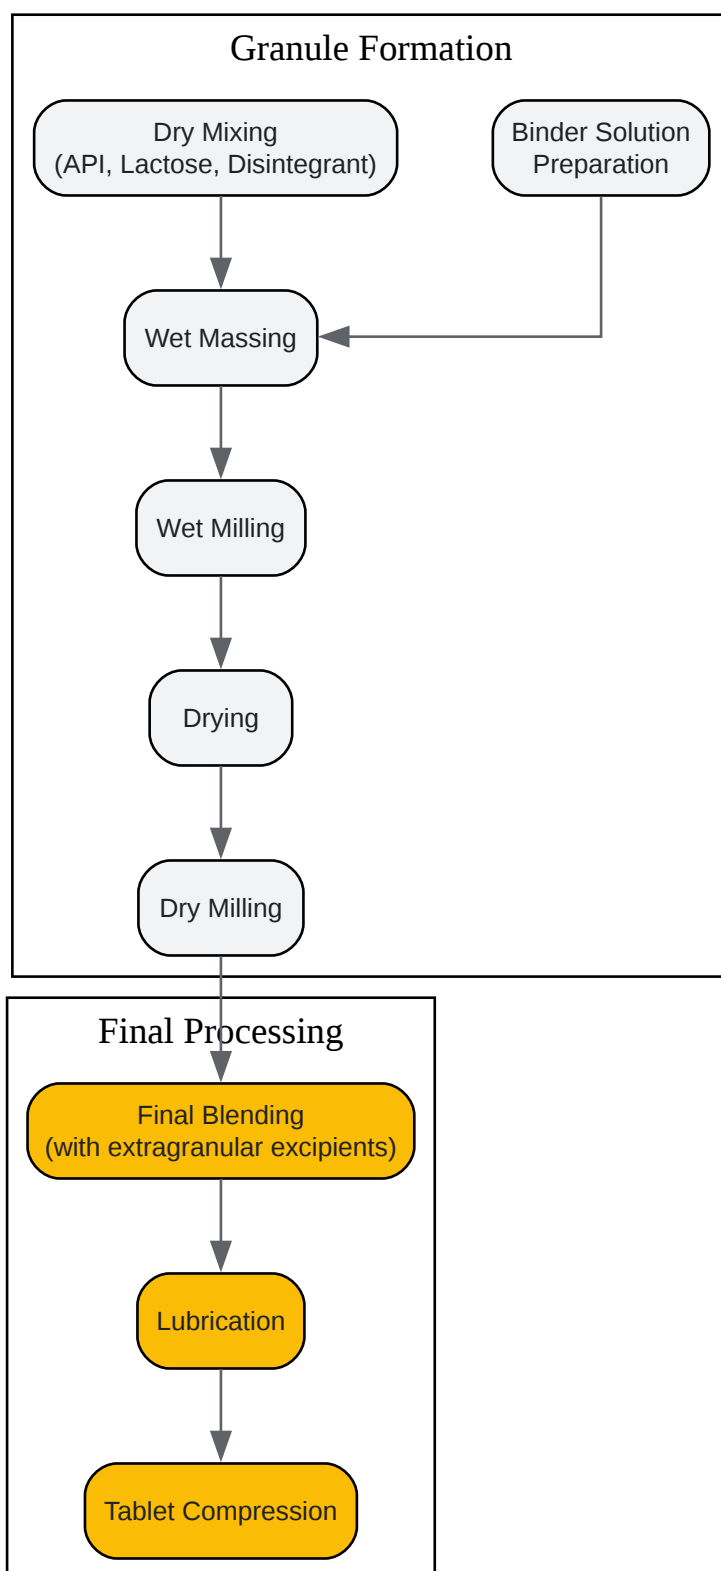 Granule Formation
Dry Mixing
(API, Lactose, Disintegrant)
Binder Solution
Preparation
Wet Massing
Wet Milling
Drying
Dry Milling
Final Processing
Final Blending
(with extragranular excipients)
Lubrication
Tablet Compression